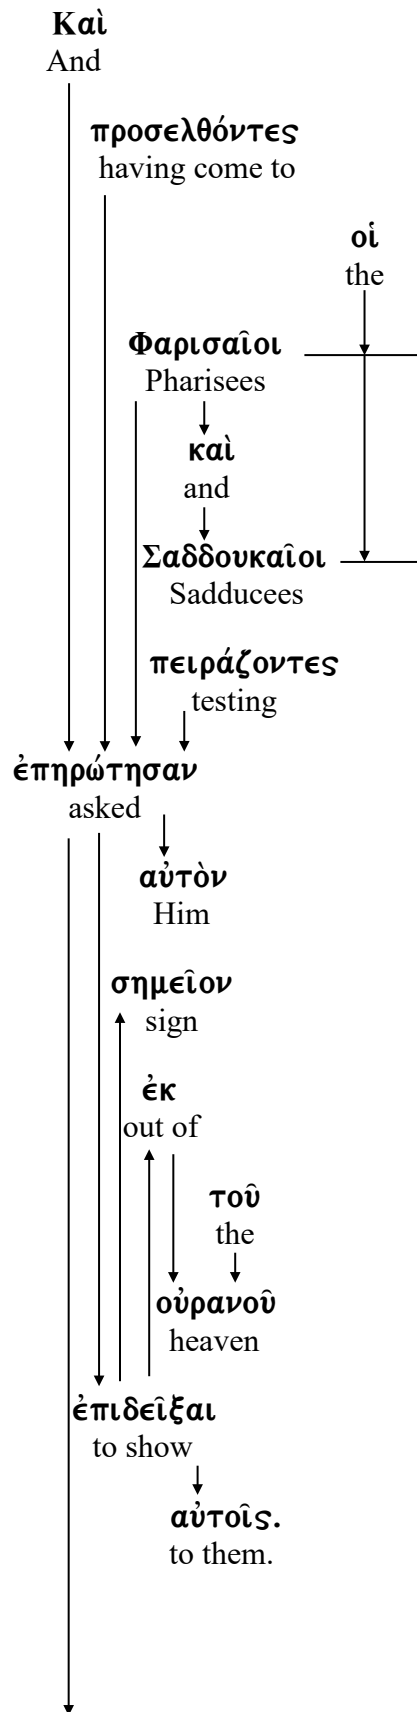 Καὶ
And
προσελθόντες
having come to
οἱ
the
Φαρισαῖοι
Pharisees
καὶ
and
Σαδδουκαῖοι
Sadducees
πειράζοντες
testing
ἐπηρώτησαν
asked
αὐτὸν
Him
σημεῖον
sign
ἐκ
out of
τοῦ
the
οὐρανοῦ
heaven
ἐπιδεῖξαι
to show
αὐτοῖς.
to them.